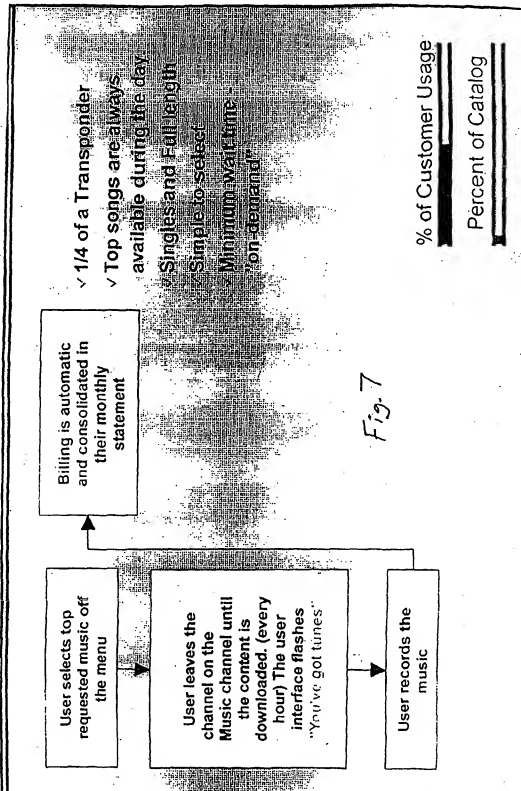 User selects top
requested music off
the menu
User leaves the
channel on the
Music channel until
the content is
downloaded. (every
hour) The user
interface flashes
"You've got tunes"
User records the
music
Billing is automatic
and consolidated in
their monthly
statement
✓ 1/4 of a Transponder
✓ Top songs are always
available during the day
✓ Singles and Full length
✓ Simple to select
✓ Minimum wait time -
"on-demand"
Fig. 7
% of Customer Usage
Percent of Catalog